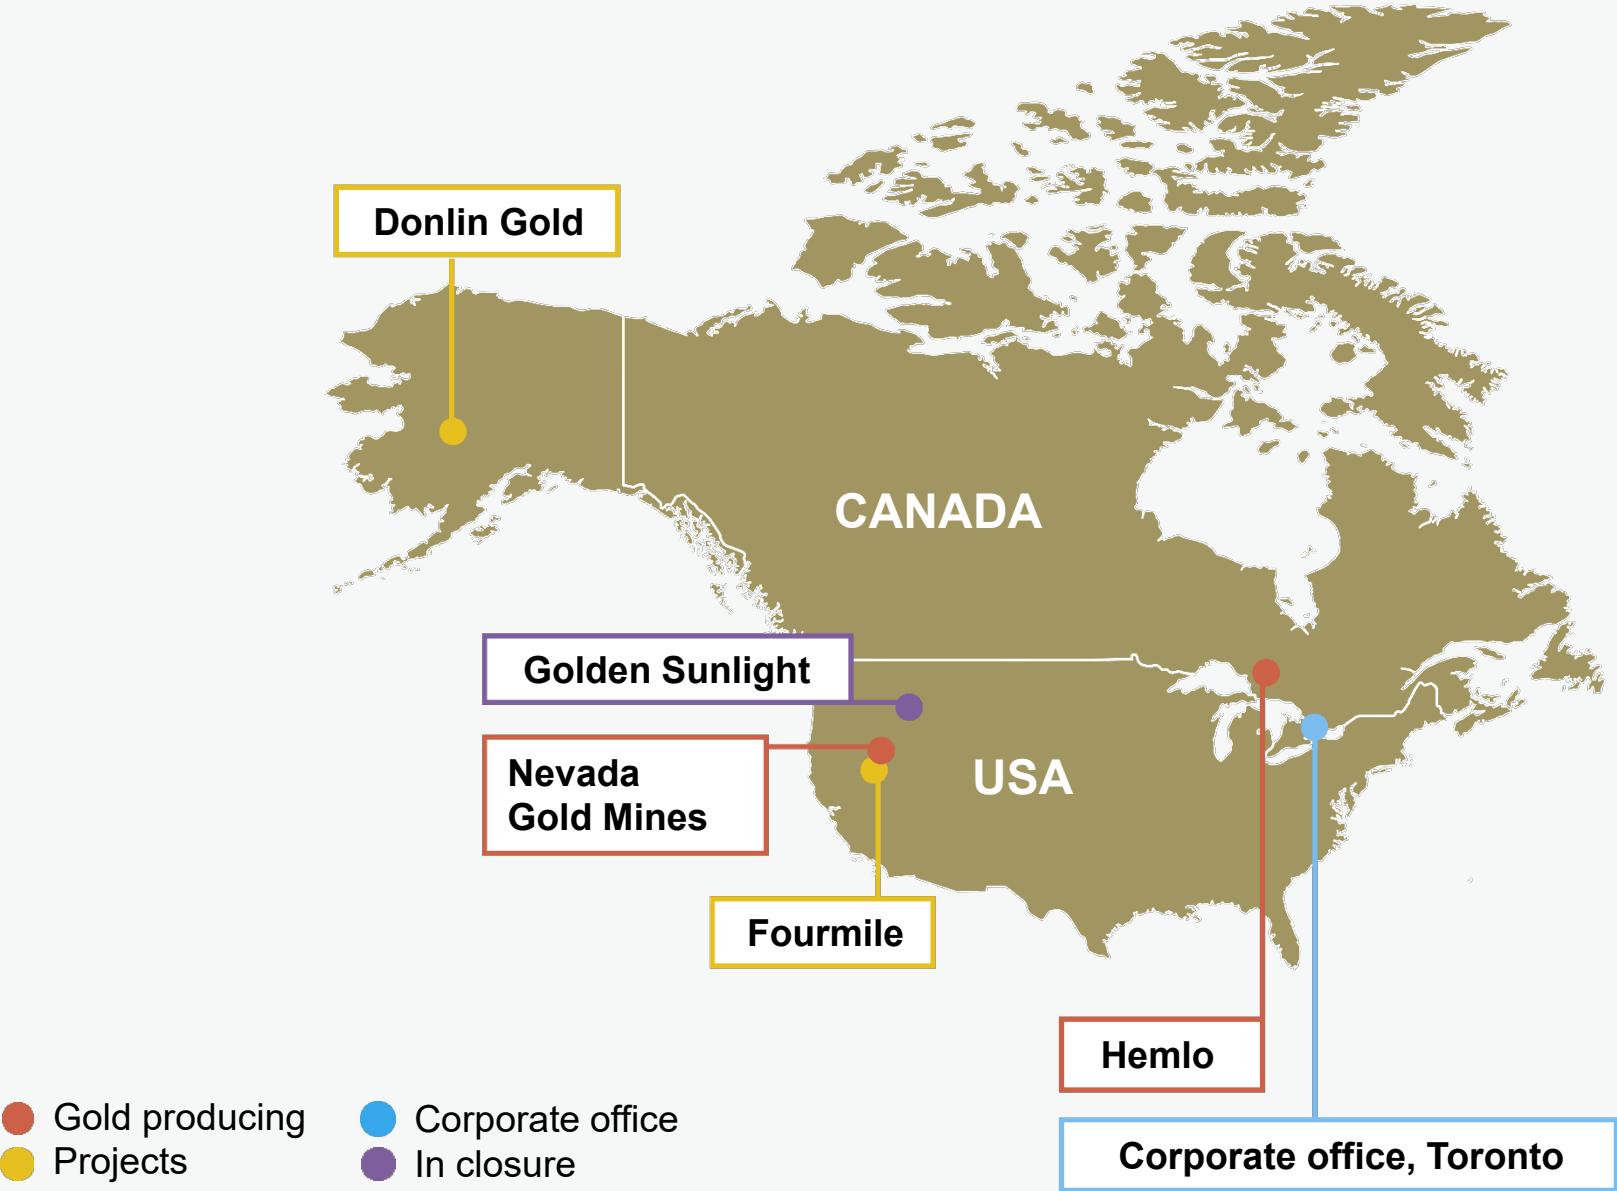 Donlin Gold
CANADA
Golden Sunlight
Nevada
Gold Mines
USA
Fourmile
Hemlo
Corporate office, Toronto
Gold producing
Projects
Corporate office
In closure